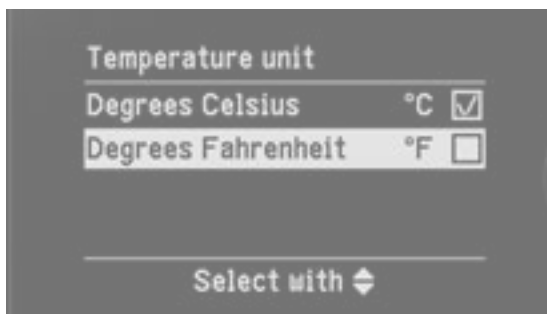 Temperature unit
Degrees Celsius °C
Degrees Fahrenheit °F
Select with